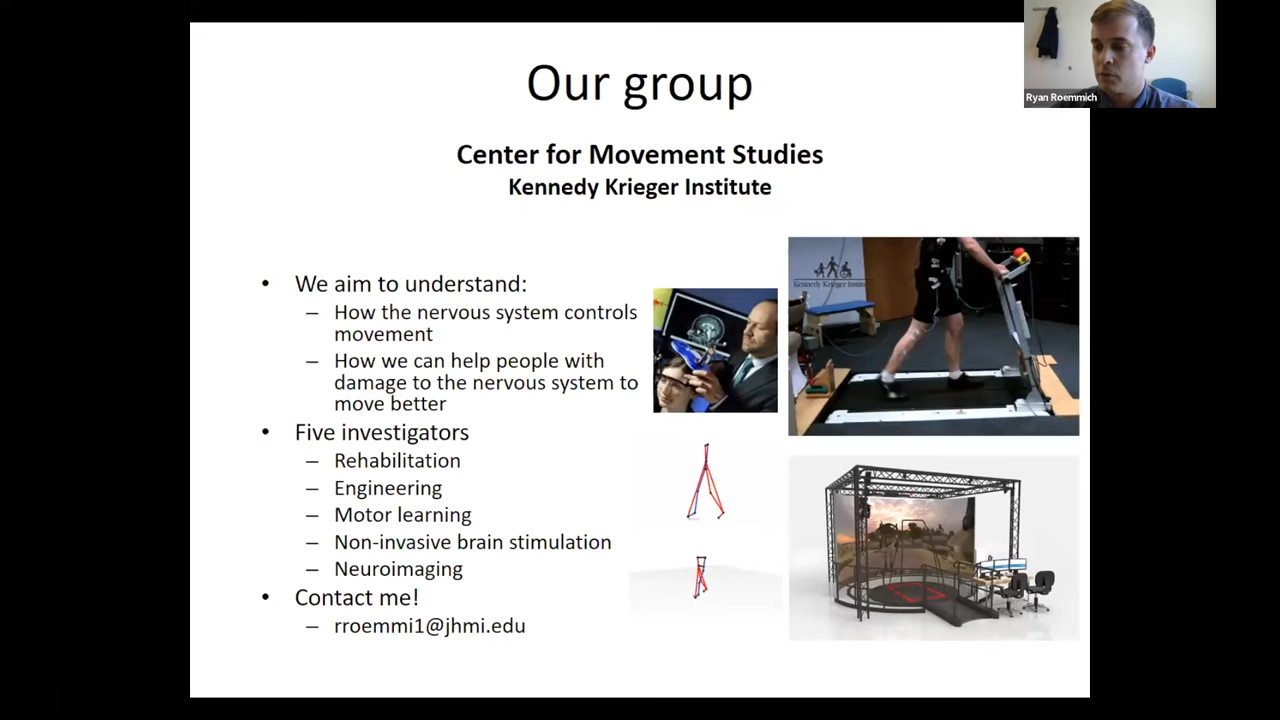 Our group
Ryan Roemmich
Center for Movement Studies
Kennedy Krieger Institute
• We aim to understand:
– How the nervous system controls
movement
– How we can help people with
damage to the nervous system to
move better
• Five investigators
– Rehabilitation
– Engineering
– Motor learning
– Non-invasive brain stimulation
– Neuroimaging
• Contact me!
– rroemmi1@jhmi.edu
Kennedy Krieger